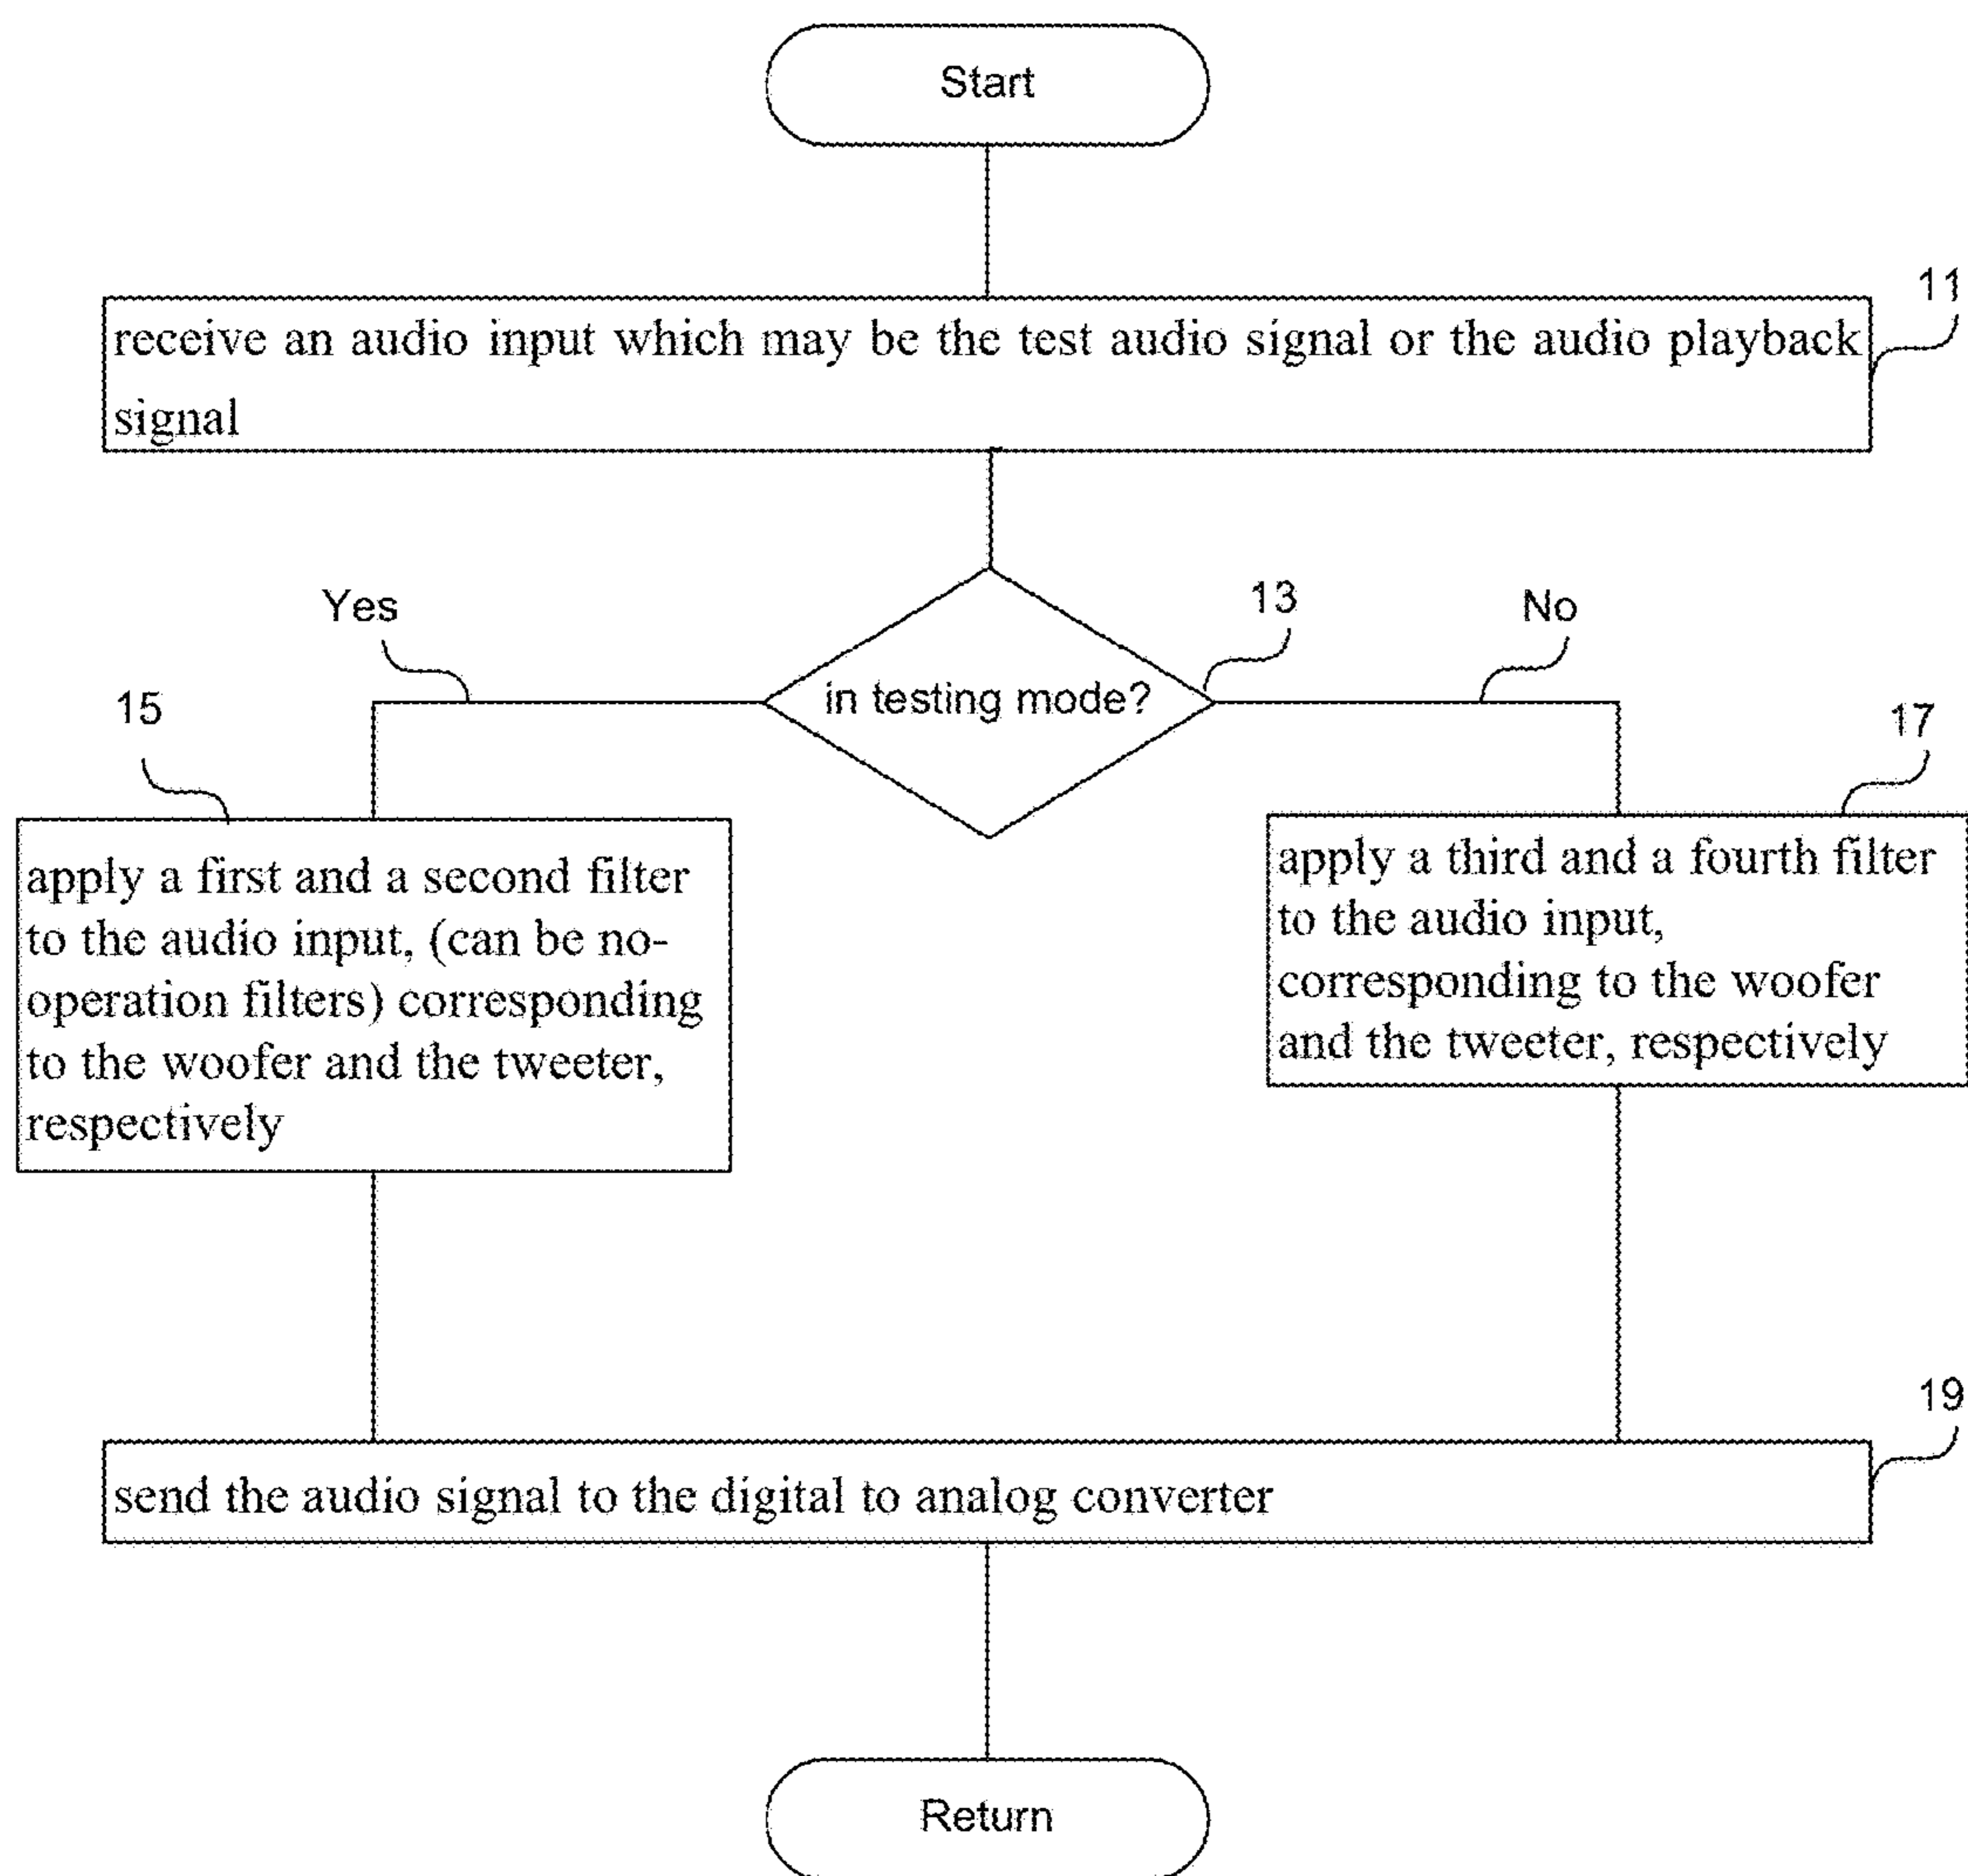 Start
11
receive an audio input which may be the test audio signal or the audio playback
signal
Yes
13
No
in testing mode?
15
17
apply a first and a second filter
to the audio input, (can be no-
operation filters) corresponding
to the woofer and the tweeter,
respectively
apply a third and a fourth filter
to the audio input,
corresponding to the woofer
and the tweeter, respectively
19
send the audio signal to the digital to analog converter
Return